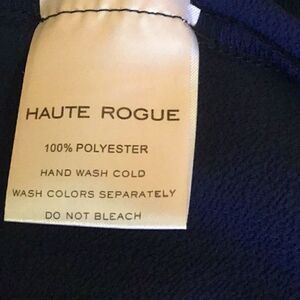 HAUTE ROGUE
100% POLYESTER
HAND WASH COLD
WASH COLORS SEPARATELY
DO NOT BLEACH